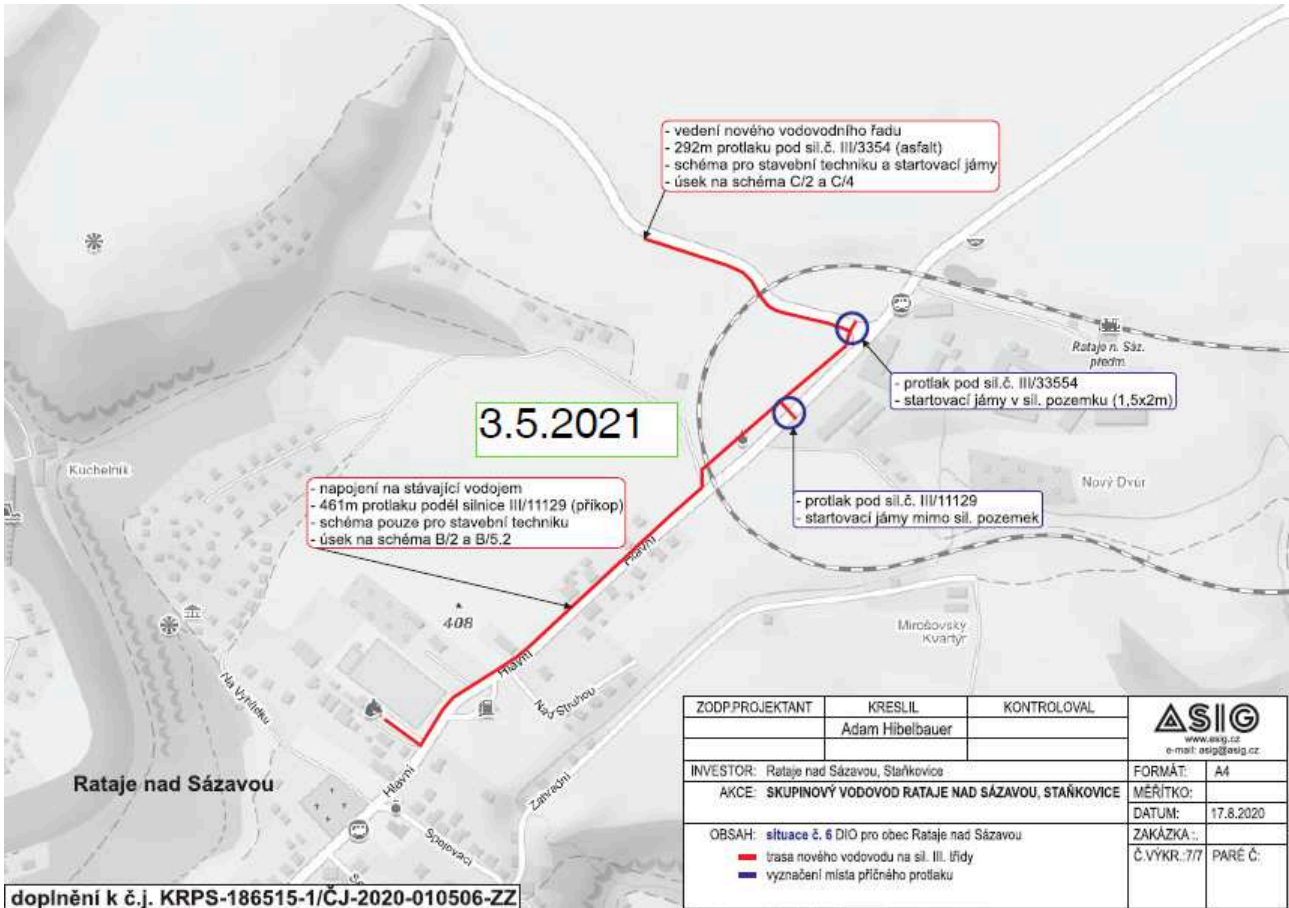 - vedení nového vodovodního řadu
- 292m protlaku pod sil.č. III/3354 (asfalt)
- schéma pro stavební techniku a startovací jámy
- úsek na schéma C/2 a C/4
Rataje n. Sáz.
předm.
- protlak pod sil.č. III/33554
- startovací jámy v sil. pozemku (1,5x2m)
3.5.2021
Kuchelník
- napojení na stávající vodojem
- 461m protlaku podél silnice III/11129 (příkop)
- schéma pouze pro stavební techniku
- úsek na schéma B/2 a B/5.2
Nový Dvůr
- protlak pod sil.č. III/11129
- startovací jámy mimo sil. pozemek
Hlavní
408
Mirošovský
Kvartýr
Hlavní
Na Vyhlídku
Nad Struhou
Rataje nad Sázavou
Hlavní
Zahradní
Spojovací
ZODP.PROJEKTANT KRESLIL KONTROLOVAL
Adam Hibelbauer
ASIG
www.asig.cz
e-mail: asig@asig.cz
INVESTOR: Rataje nad Sázavou, Staňkovice
FORMÁT: A4
AKCE: SKUPINOVÝ VODOVOD RATAJE NAD SÁZAVOU, STAŇKOVICE
MĚŘÍTKO:
DATUM: 17.8.2020
OBSAH: situace č. 6 DIO pro obec Rataje nad Sázavou
ZAKÁZKA :.
trasa nového vodovodu na sil. III. třídy
Č.VÝKR.:7/7 PARÉ Č:
vyznačení místa příčného protlaku
doplnění k č.j. KRPS-186515-1/ČJ-2020-010506-ZZ